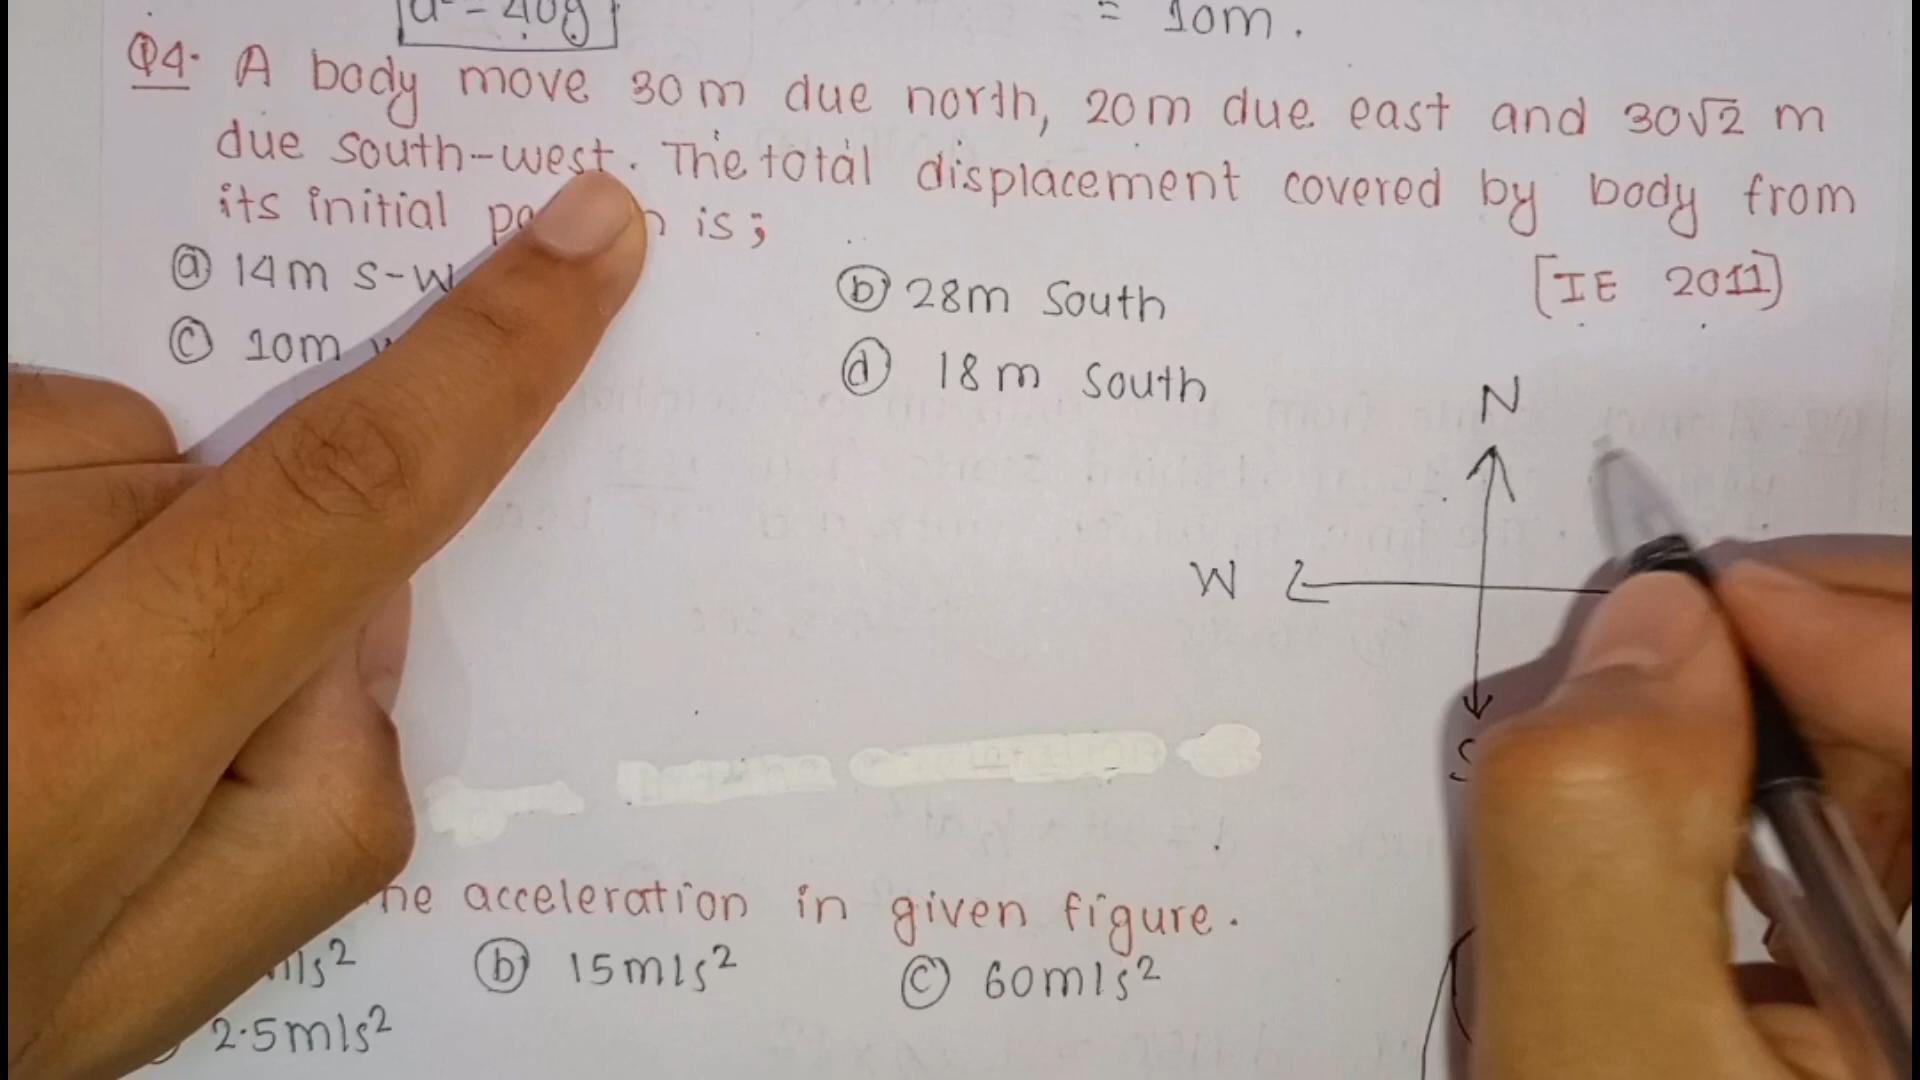 = 10m.
Q4. A body move 30m due north, 20m due east and 30√2 m
due south-west. The total displacement covered by body from
its initial is;
[IE 2011]
ⓐ 14m S-W
ⓑ 28m South
ⓒ 10m
ⓓ 18m South
N
W
S
acceleration in given figure.
ⓑ 15m/s²
ⓒ 60m/s²
2.5m/s²